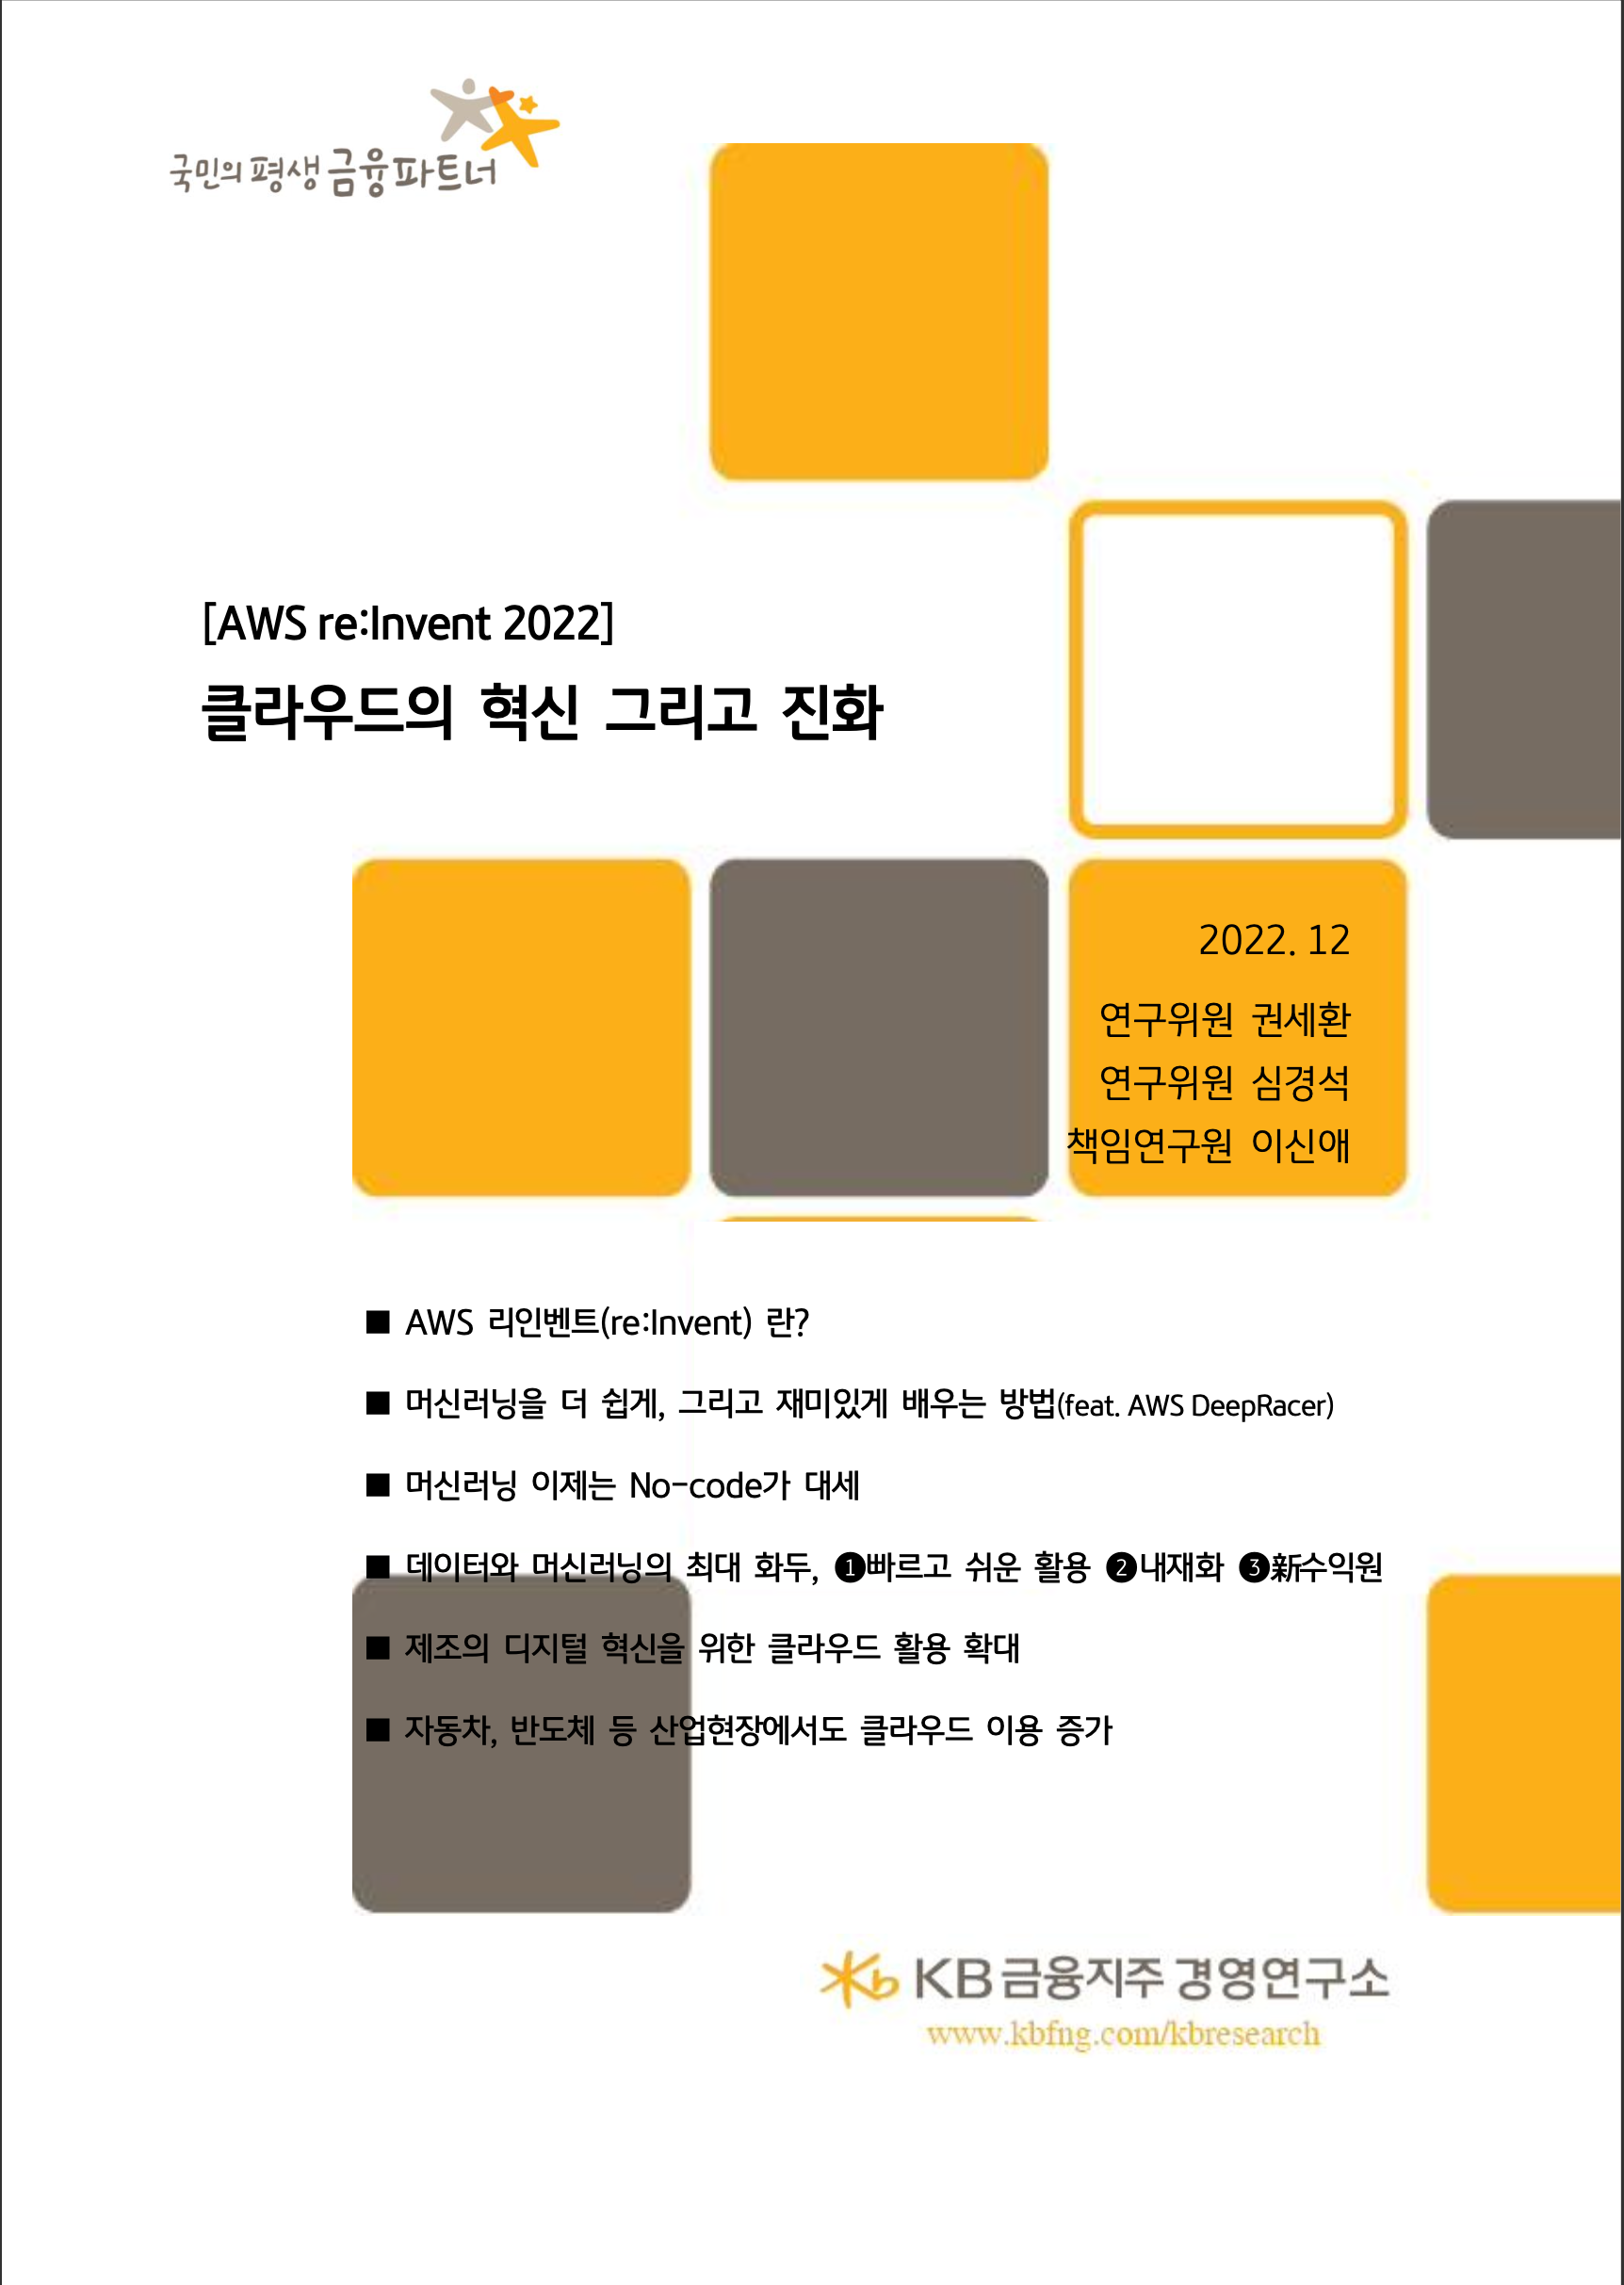 국민의 평생 금융파트너
[AWS re:Invent 2022]
클라우드의 혁신 그리고 진화
2022. 12
연구위원 권세환
연구위원 심경석
책임연구원 이신애
■ AWS 리인벤트(re:Invent) 란?
■ 머신러닝을 더 쉽게, 그리고 재미있게 배우는 방법(feat. AWS DeepRacer)
■ 머신러닝 이제는 No-code가 대세
■ 데이터와 머신러닝의 최대 화두, ❶빠르고 쉬운 활용 ❷내재화 ❸新수익원
■ 제조의 디지털 혁신을 위한 클라우드 활용 확대
■ 자동차, 반도체 등 산업현장에서도 클라우드 이용 증가
KB 금융지주 경영연구소
www.kbfng.com/kbresearch